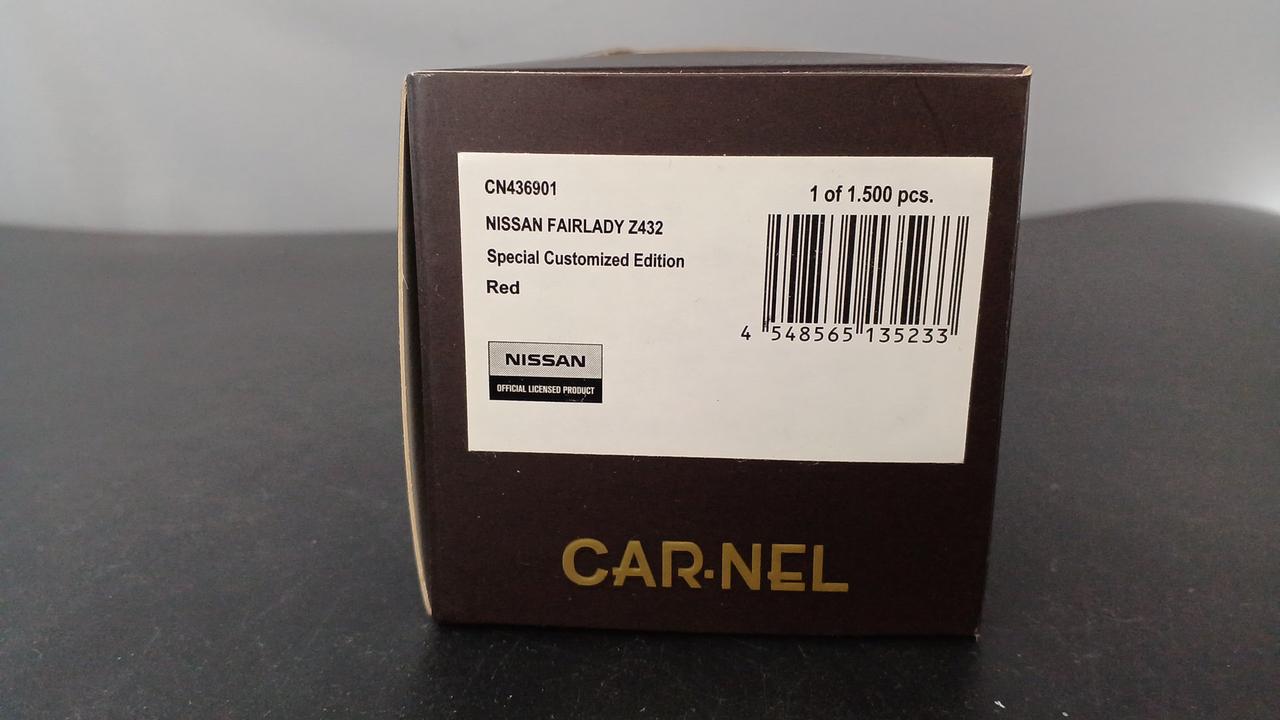 CN436901
1 of 1.500 pcs.
NISSAN FAIRLADY Z432
Special Customized Edition
Red
4 548565 135233
NISSAN
OFFICIAL LICENSED PRODUCT
CAR·NEL